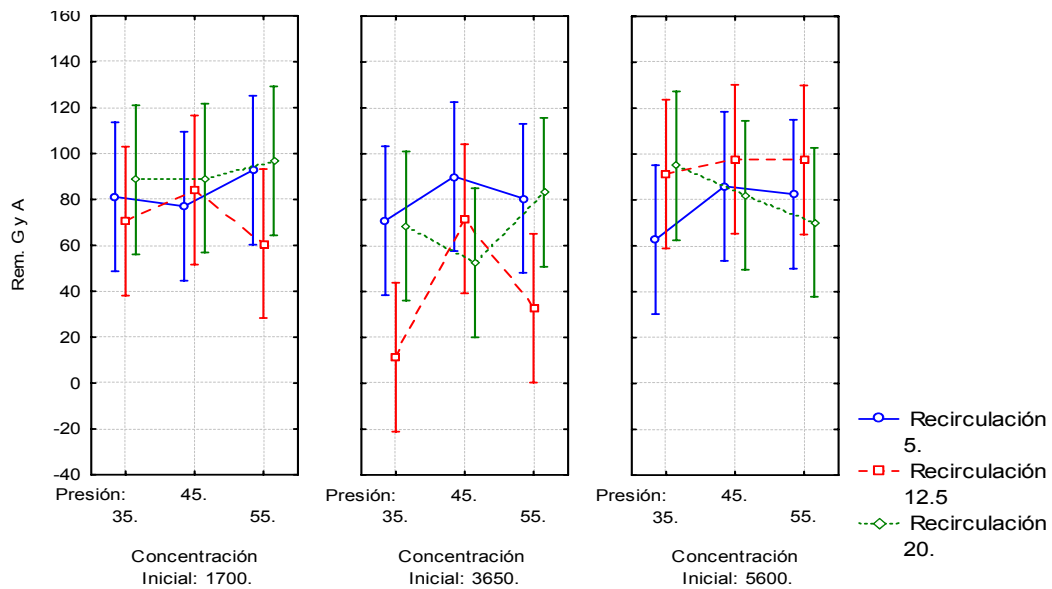 160
140
120
100
80
60
40
20
0
-20
-40
Rem. G y A
Presión:
35.
45.
55.
Concentración
Inicial: 1700.
Presión:
35.
45.
55.
Concentración
Inicial: 3650.
Presión:
35.
45.
55.
Concentración
Inicial: 5600.
Recirculación
5.
Recirculación
12.5
Recirculación
20.